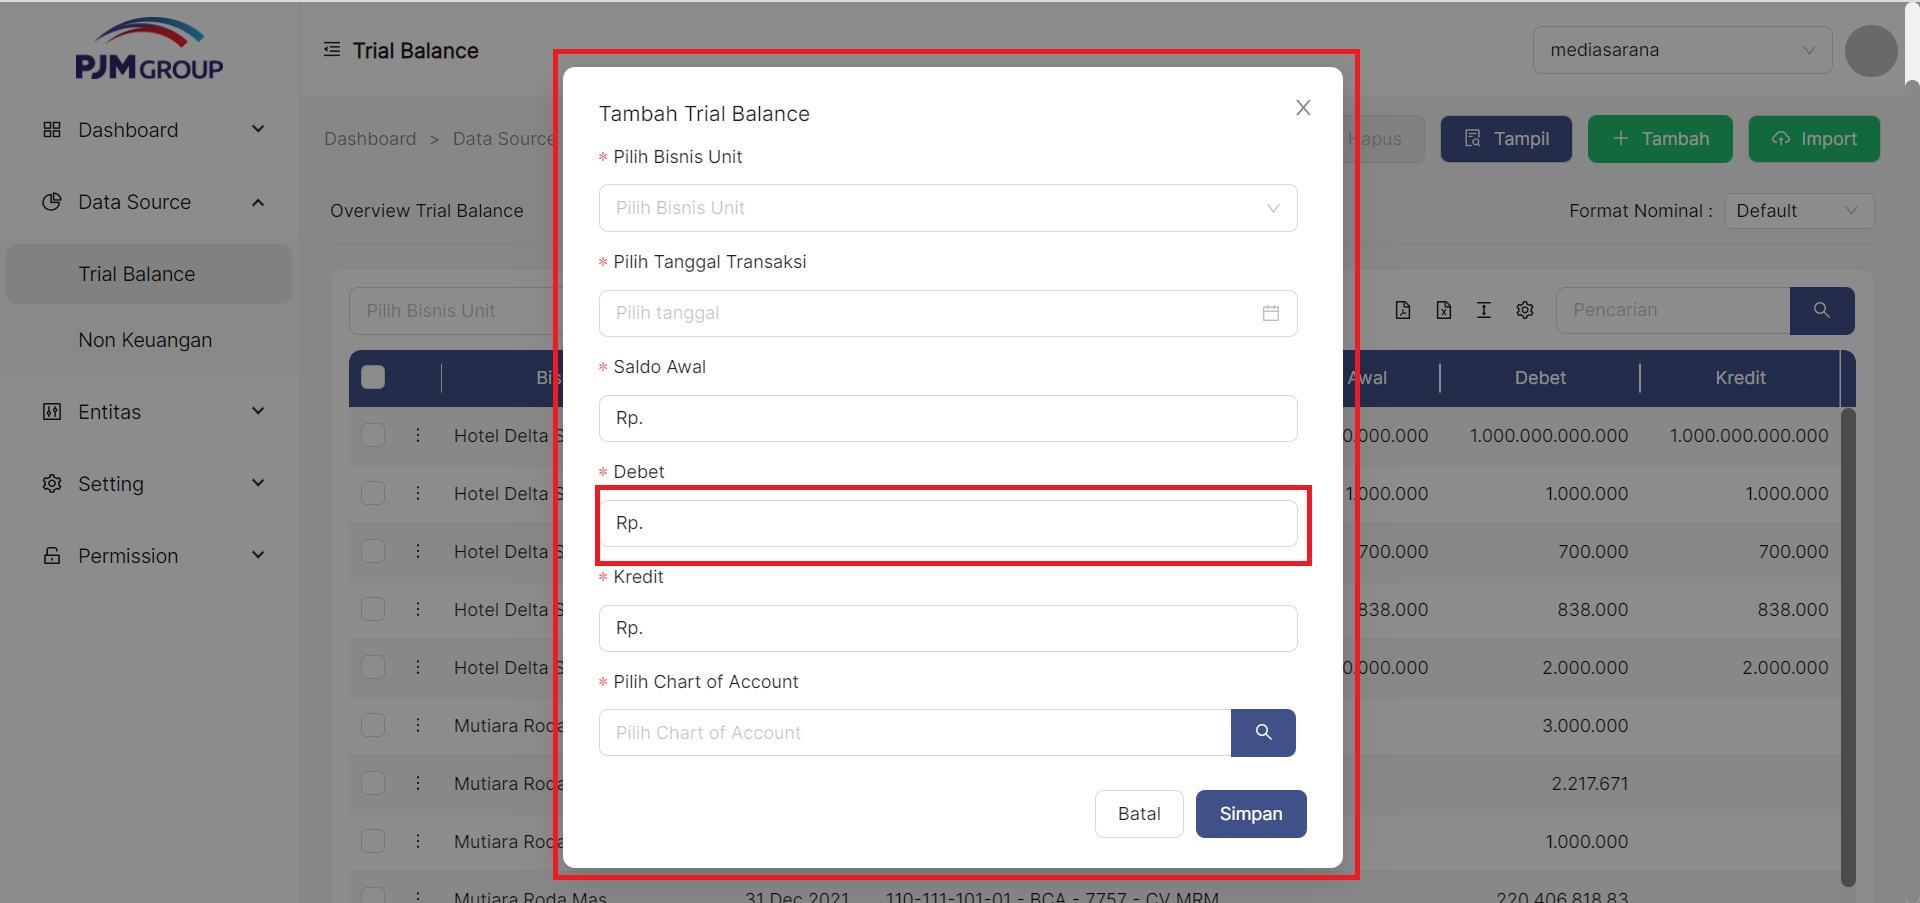 PJM GROUP
Trial Balance
mediasarana
Dashboard
Data Source
Trial Balance
Non Keuangan
Entitas
Setting
Permission
Dashboard > Data Source
Tampil
Tambah
Import
Overview Trial Balance
Format Nominal :
Default
Pilih Bisnis Unit
Pencarian
Awal
Debet
Kredit
Hotel Delta
0.000.000
1.000.000.000.000
1.000.000.000.000
Hotel Delta
1.000.000
1.000.000
1.000.000
Hotel Delta
700.000
700.000
700.000
Hotel Delta
838.000
838.000
838.000
Hotel Delta
0.000.000
2.000.000
2.000.000
Mutiara Roda
3.000.000
Mutiara Roda
2.217.671
Mutiara Roda
1.000.000
Mutiara Roda Mas
31 Dec 2021
110-111-101-01 - BCA - 7757 - CV MRM
220.406.818,83
Tambah Trial Balance
* Pilih Bisnis Unit
Pilih Bisnis Unit
* Pilih Tanggal Transaksi
Pilih tanggal
* Saldo Awal
Rp.
* Debet
Rp.
* Kredit
Rp.
* Pilih Chart of Account
Pilih Chart of Account
Batal
Simpan